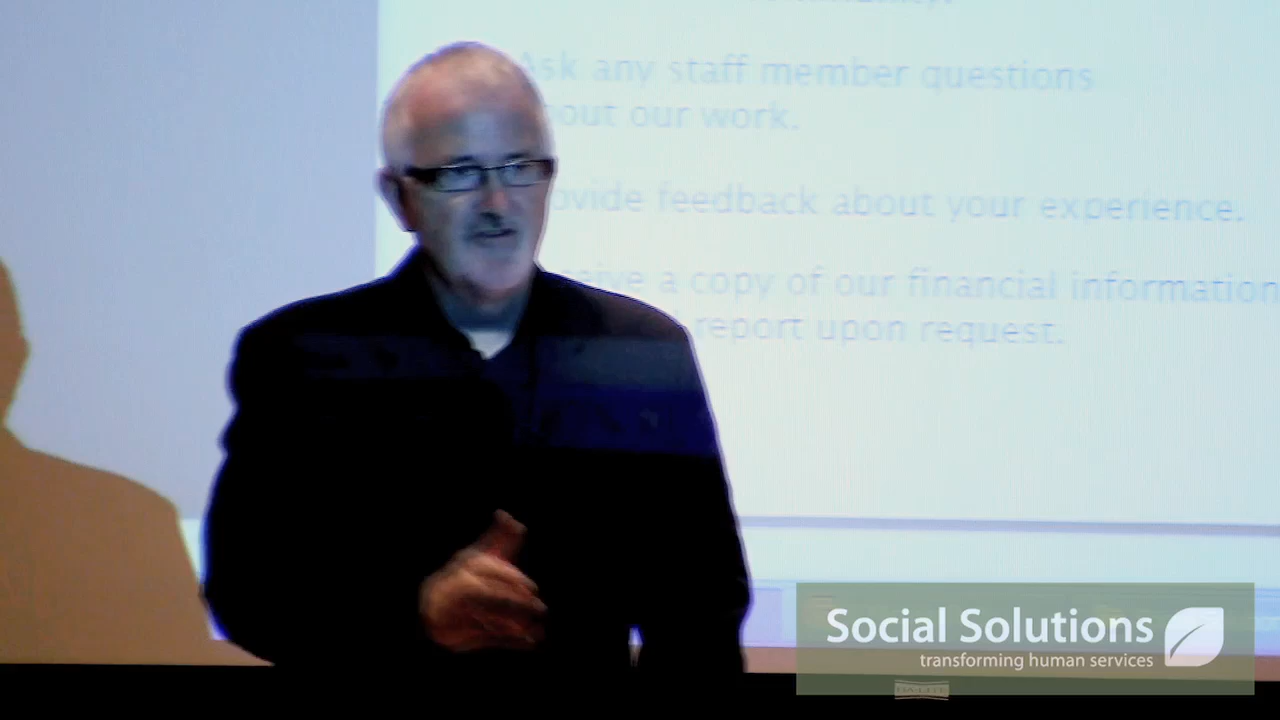 Ask any staff member questions
out our work.
ovide feedback about your experience.
eive a copy of our financial information
report upon request.
Social Solutions
transforming human services